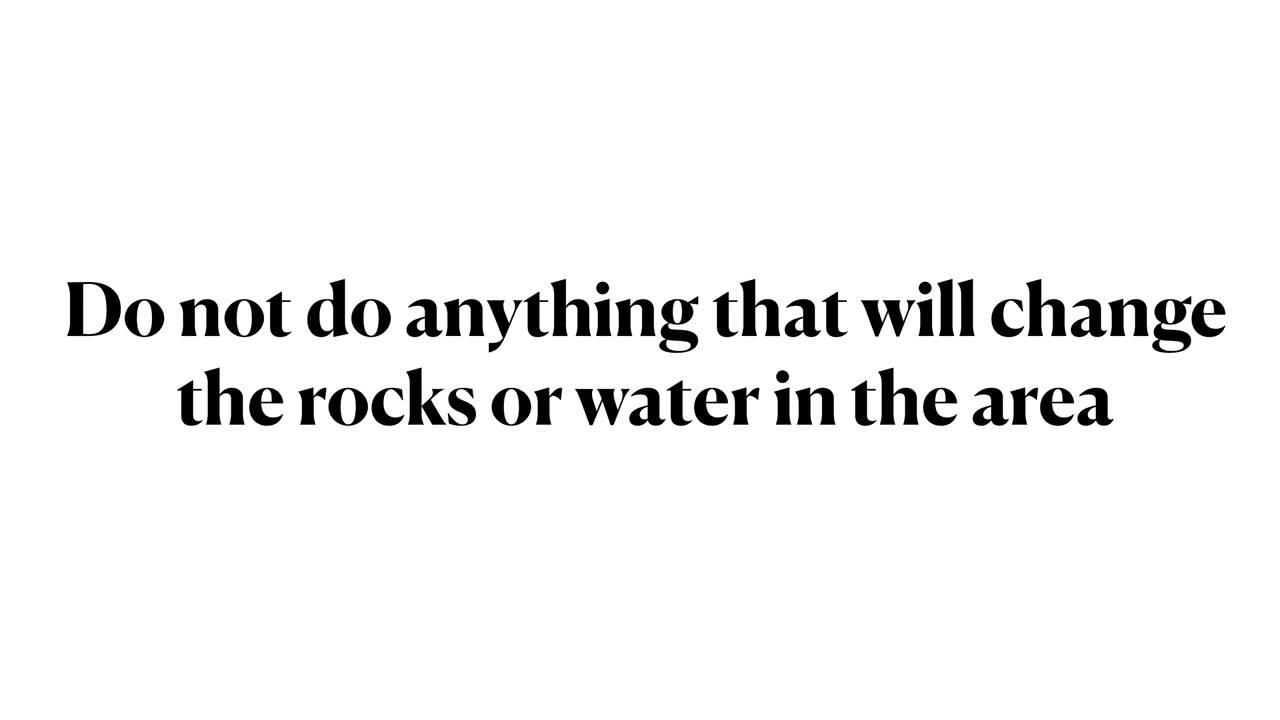 Do not do anything that will change
the rocks or water in the area